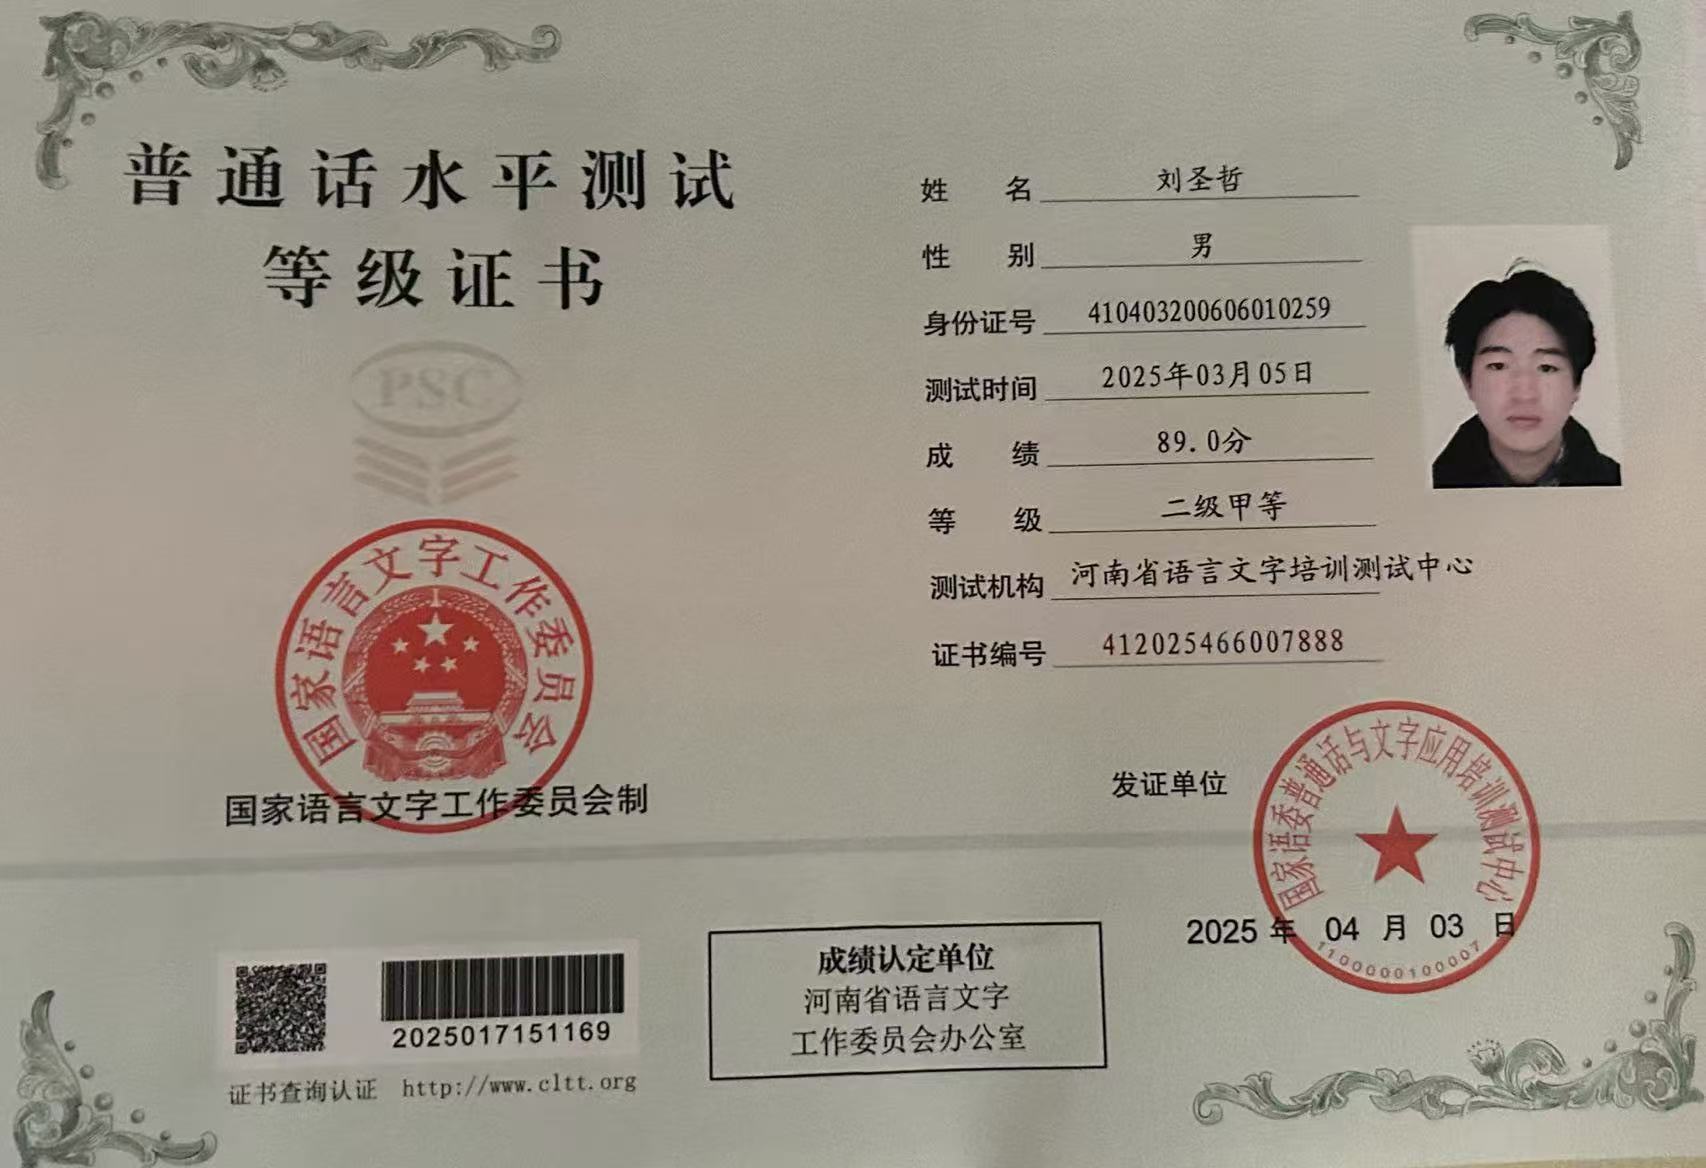 普通话水平测试
等级证书
PSC
国家语言文字工作委员会
国家语言文字工作委员会制
2025017151169
证书查询认证 http://www.cltt.org
成绩认定单位
河南省语言文字
工作委员会办公室
姓名 刘圣哲
性别 男
身份证号 410403200606010259
测试时间 2025年03月05日
成绩 89.0分
等级 二级甲等
测试机构 河南省语言文字培训测试中心
证书编号 412025466007888
发证单位
国家语委普通话与文字应用培训测试中心
2025 年 04 月 03 日
1100000100007